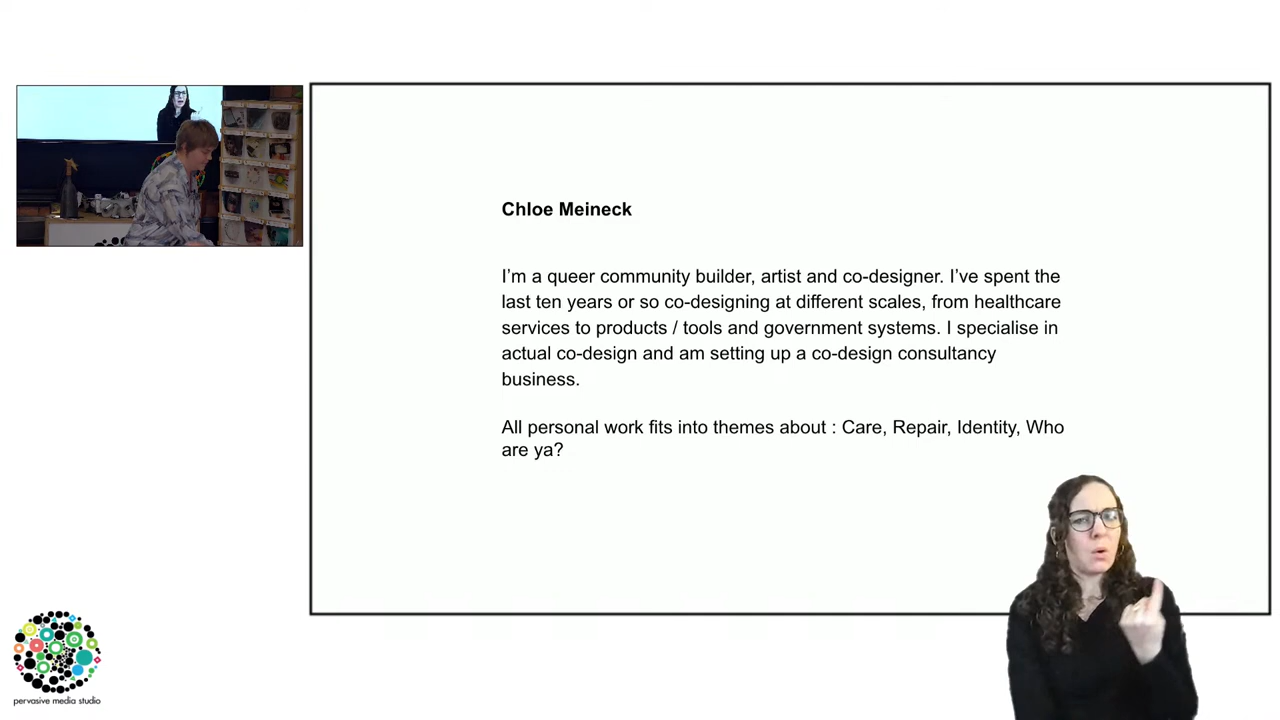 Chloe Meineck
I’m a queer community builder, artist and co-designer. I’ve spent the
last ten years or so co-designing at different scales, from healthcare
services to products / tools and government systems. I specialise in
actual co-design and am setting up a co-design consultancy
business.
All personal work fits into themes about : Care, Repair, Identity, Who
are ya?
pervasive media studio